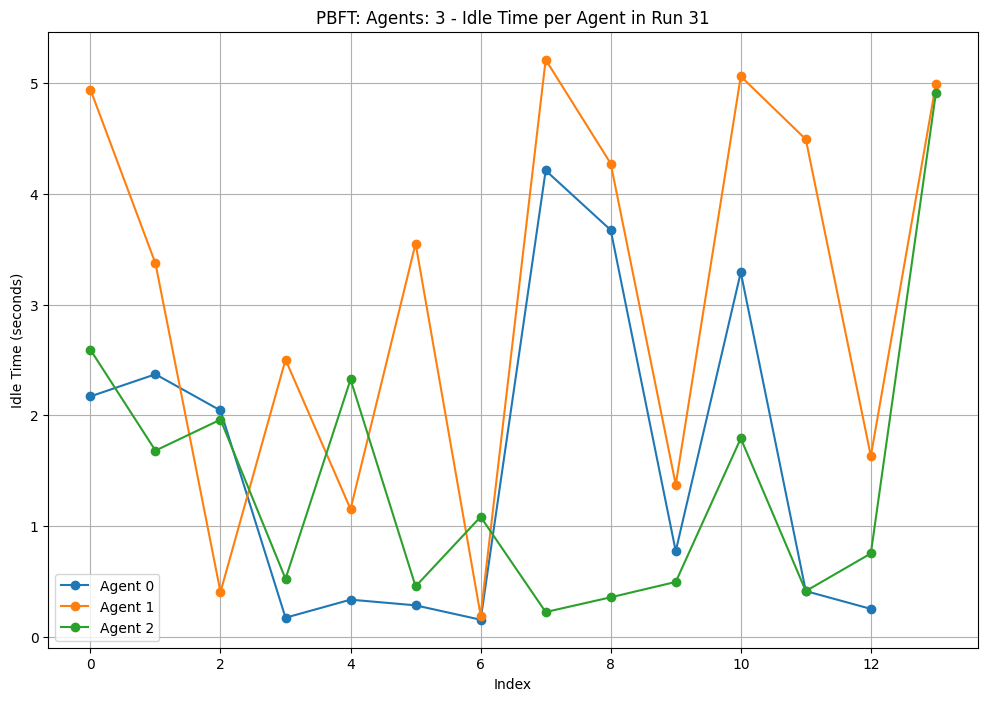 PBFT: Agents: 3 - Idle Time per Agent in Run 31
Idle Time (seconds)
5
4
3
2
1
0
Agent 0
Agent 1
Agent 2
0 2 4 6 8 10 12
Index